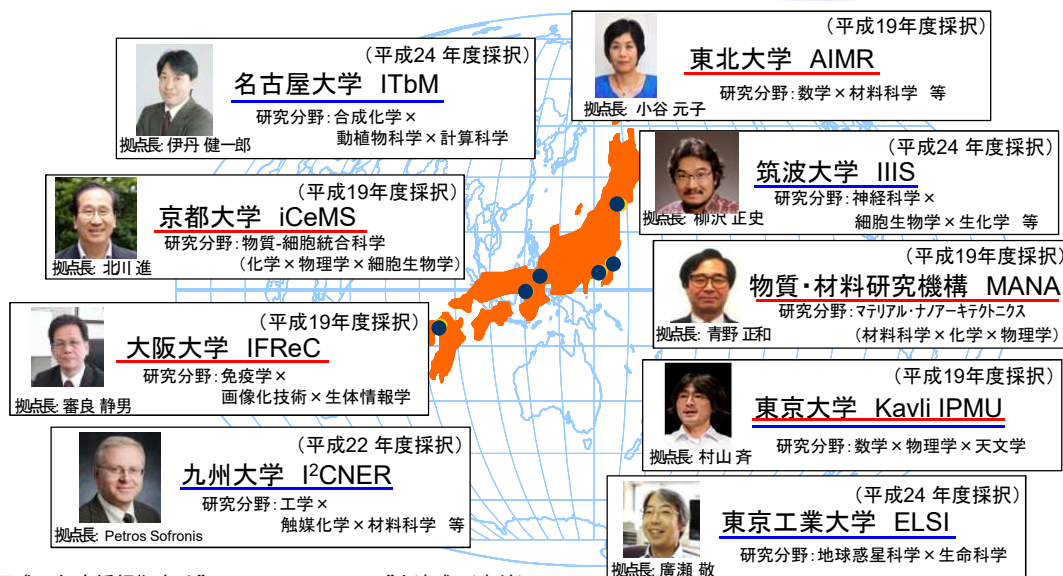 (平成24 年度採択)
名古屋大学 ITbM
研究分野:合成化学×
動植物科学×計算科学
拠点長: 伊丹 健一郎
(平成19年度採択)
京都大学 iCeMS
研究分野:物質-細胞統合科学
(化学×物理学×細胞生物学)
拠点長: 北川 進
(平成19年度採択)
大阪大学 IFReC
研究分野:免疫学×
画像化技術×生体情報学
拠点長: 審良 静男
(平成22 年度採択)
九州大学 I²CNER
研究分野:工学×
触媒化学×材料科学 等
拠点長: Petros Sofronis
(平成19年度採択)
東北大学 AIMR
研究分野:数学×材料科学 等
拠点長: 小谷 元子
(平成24 年度採択)
筑波大学 IIIS
研究分野:神経科学×
細胞生物学×生化学 等
拠点長: 柳沢 正史
(平成19年度採択)
物質・材料研究機構 MANA
研究分野:マテリアル・ナノアーキテクトニクス
(材料科学×化学×物理学)
拠点長: 青野 正和
(平成19年度採択)
東京大学 Kavli IPMU
研究分野:数学×物理学×天文学
拠点長: 村山 斉
(平成24 年度採択)
東京工業大学 ELSI
研究分野:地球惑星科学×生命科学
拠点長: 廣瀬 敬